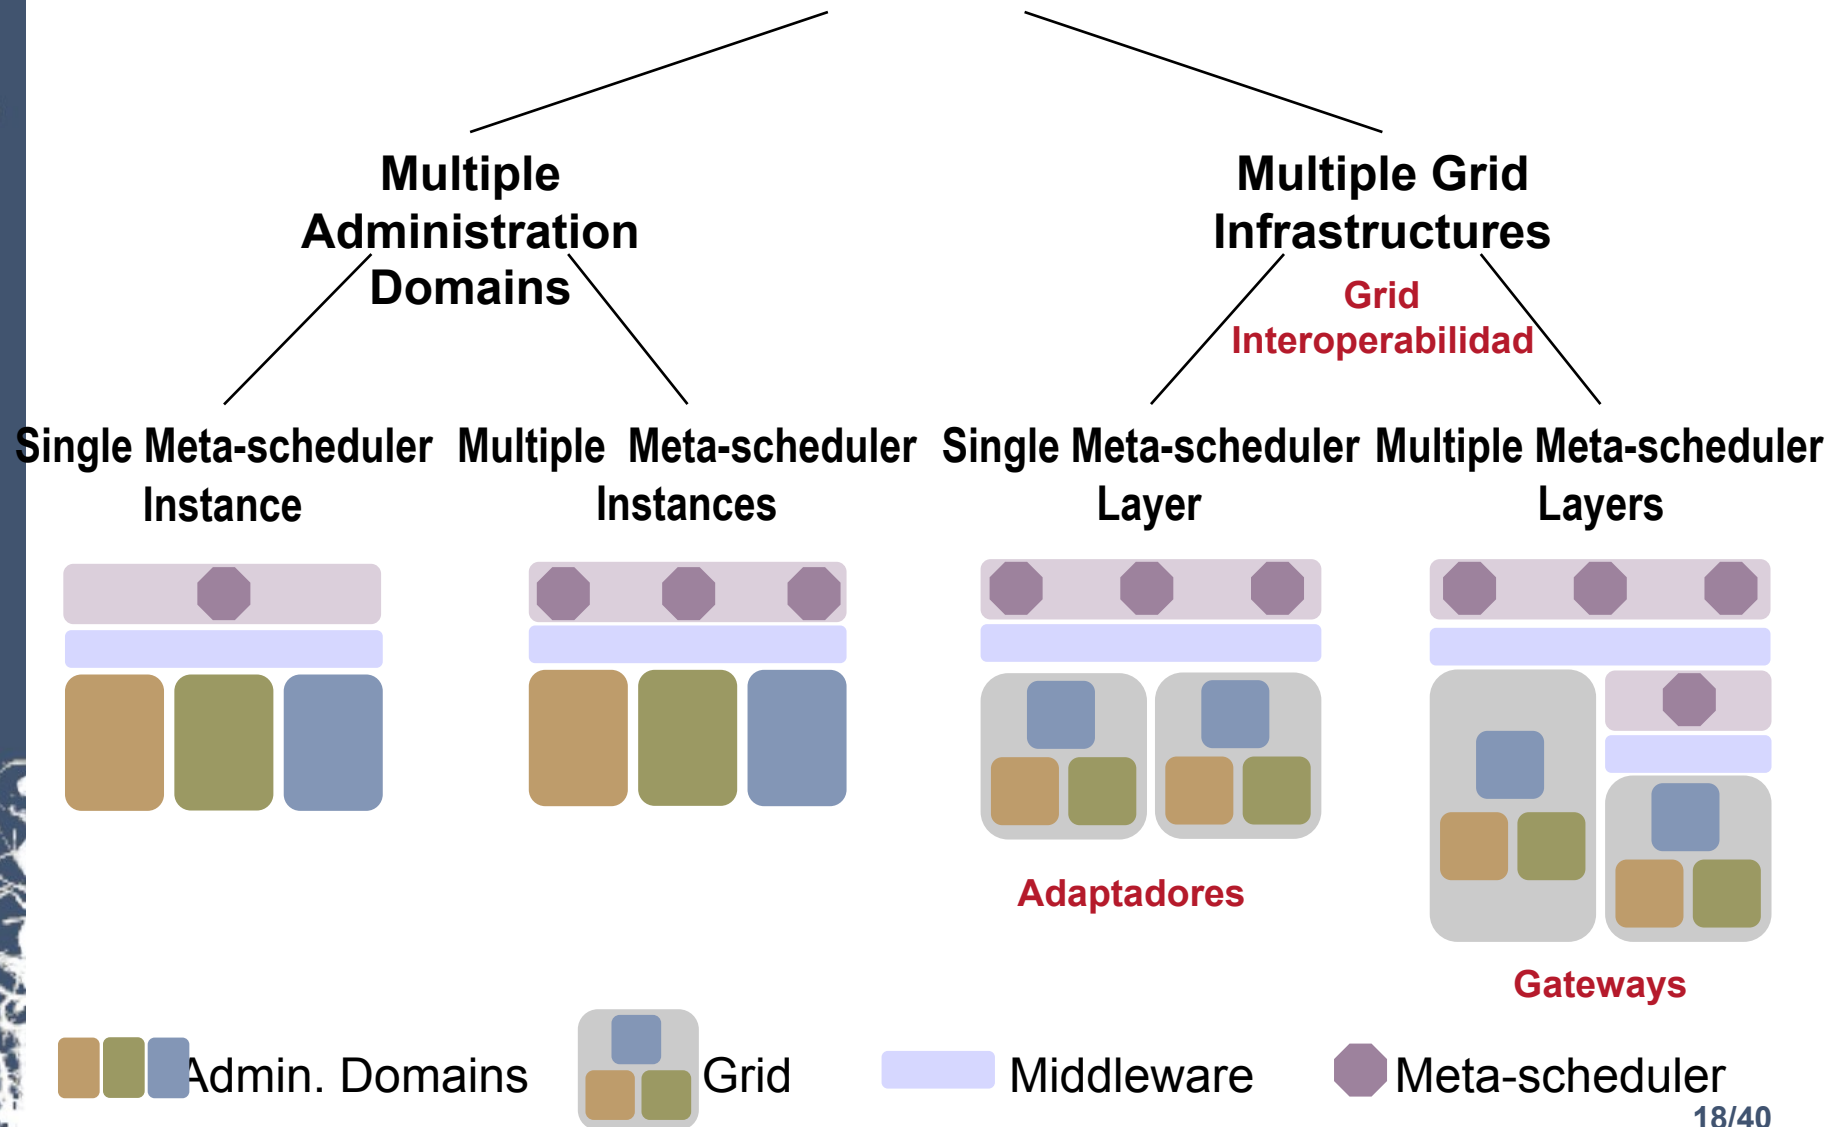 Multiple
Administration
Domains
Multiple Grid
Infrastructures
Grid
Interoperabilidad
Single Meta-scheduler
Instance
Multiple Meta-scheduler
Instances
Single Meta-scheduler
Layer
Multiple Meta-scheduler
Layers
Adaptadores
Gateways
Admin. Domains
Grid
Middleware
Meta-scheduler
18/40